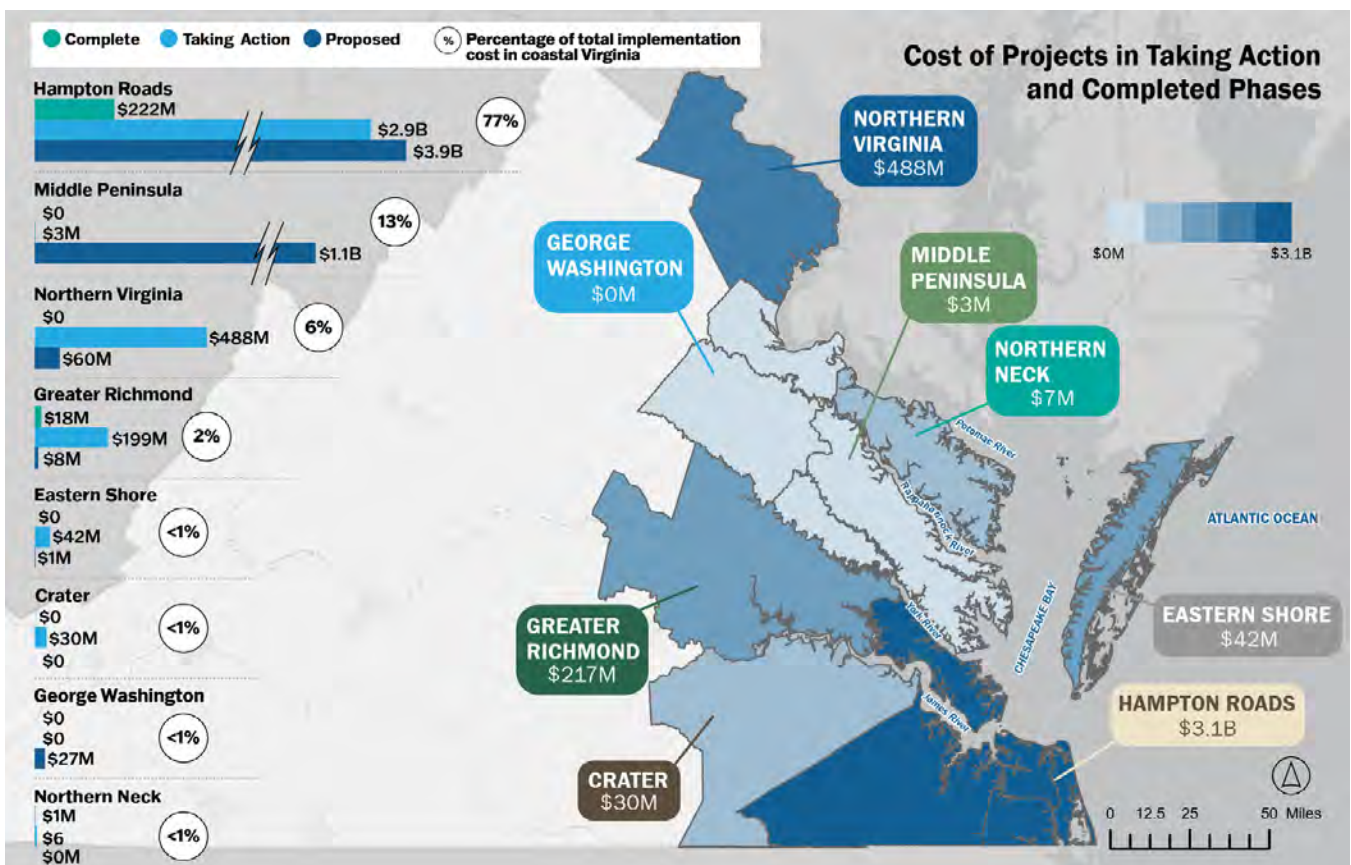 Complete
Taking Action
Proposed
% Percentage of total implementation
cost in coastal Virginia
Cost of Projects in Taking Action
and Completed Phases
Hampton Roads
$222M
$2.9B
$3.9B
77%
Middle Peninsula
$0
$3M
$1.1B
13%
Northern Virginia
$0
$488M
$60M
6%
Greater Richmond
$18M
$199M
$8M
2%
Eastern Shore
$0
$42M
$1M
<1%
Crater
$0
$30M
$0
<1%
George Washington
$0
$0
$27M
<1%
Northern Neck
$1M
$6
$0M
<1%
NORTHERN
VIRGINIA
$488M
GEORGE
WASHINGTON
$0M
MIDDLE
PENINSULA
$3M
NORTHERN
NECK
$7M
$0M
$3.1B
Potomac River
Rappahannock River
York River
James River
CHESAPEAKE BAY
ATLANTIC OCEAN
GREATER
RICHMOND
$217M
EASTERN SHORE
$42M
HAMPTON ROADS
$3.1B
CRATER
$30M
0 12.5 25 50 Miles